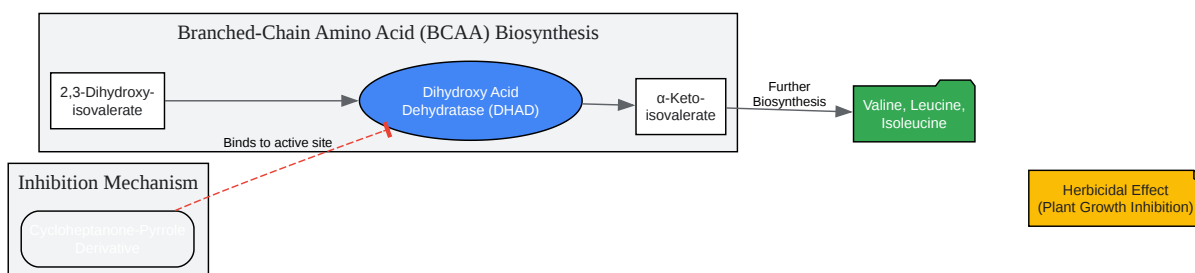 Branched-Chain Amino Acid (BCAA) Biosynthesis
2,3-Dihydroxy-
isovalerate
Dihydroxy Acid
Dehydratase (DHAD)
α-Keto-
isovalerate
Further
Biosynthesis
Valine, Leucine,
Isoleucine
Binds to active site
Inhibition Mechanism
Cycloheptanone-Pyrrole
Derivative
Herbicidal Effect
(Plant Growth Inhibition)